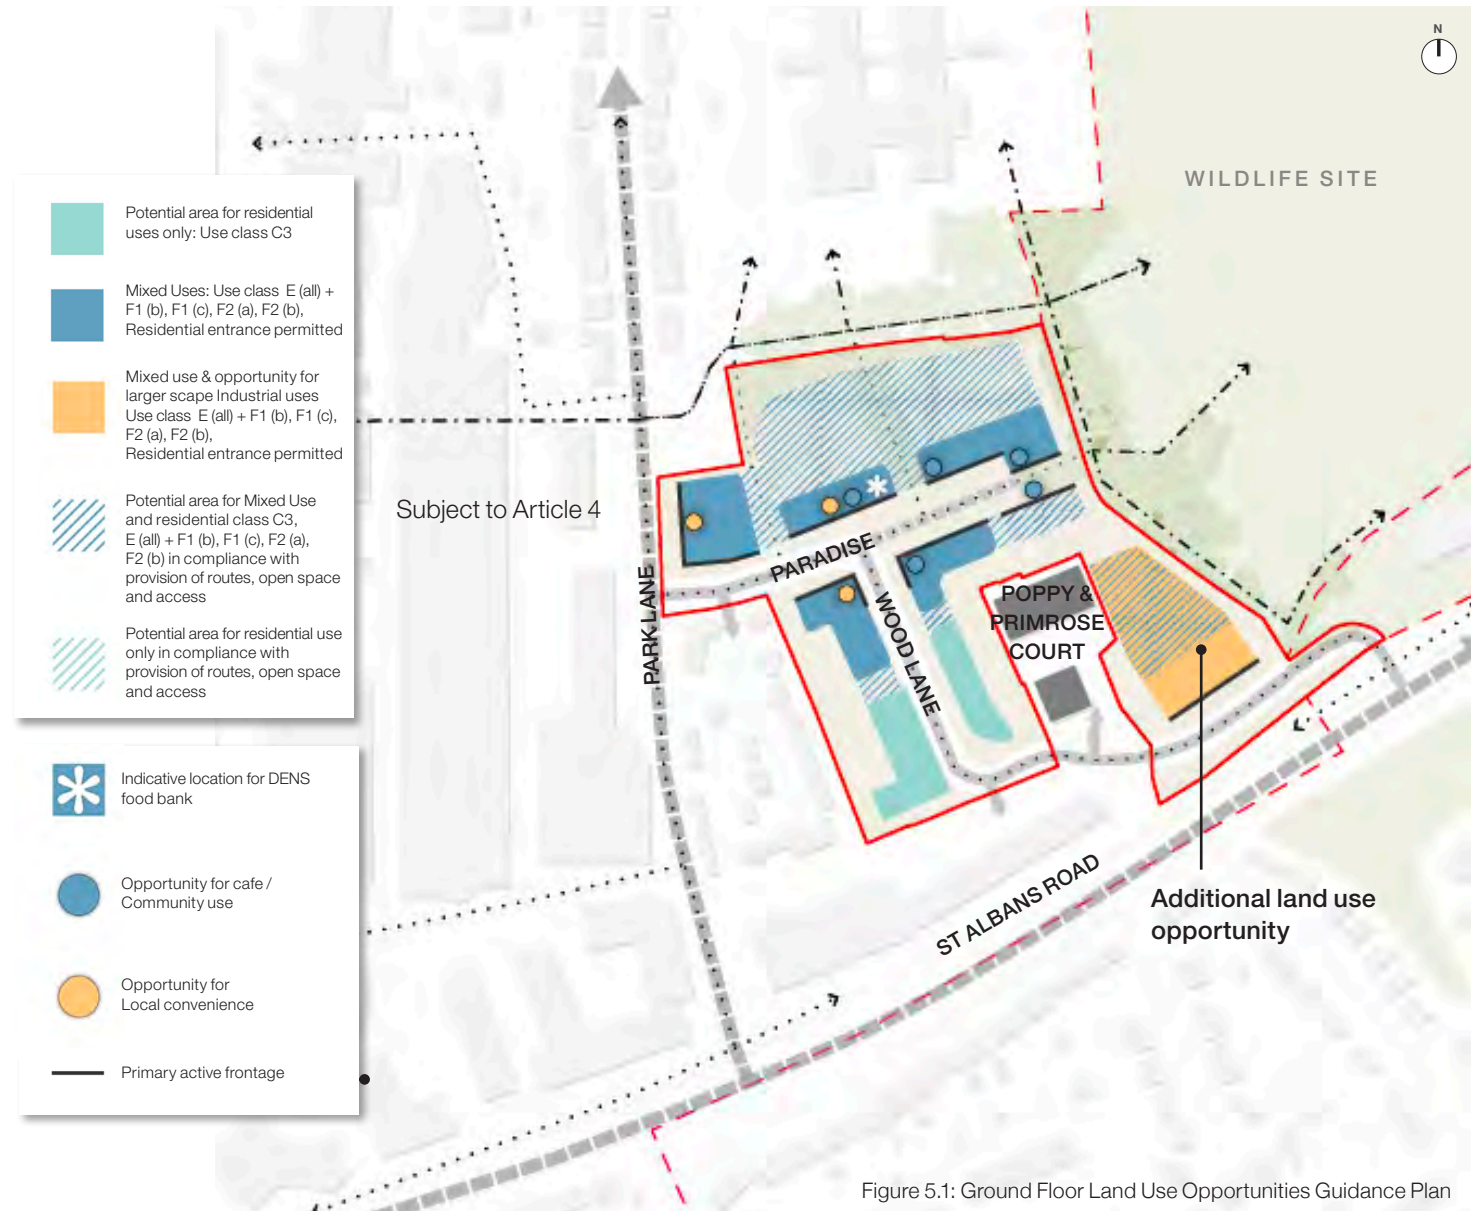 N
WILDLIFE SITE
Potential area for residential
uses only: Use class C3
Mixed Uses: Use class E (all) +
F1 (b), F1 (c), F2 (a), F2 (b),
Residential entrance permitted
Mixed use & opportunity for
larger scape Industrial uses
Use class E (all) + F1 (b), F1 (c),
F2 (a), F2 (b),
Residential entrance permitted
Potential area for Mixed Use
and residential class C3,
E (all) + F1 (b), F1 (c), F2 (a),
F2 (b) in compliance with
provision of routes, open space
and access
Potential area for residential use
only in compliance with
provision of routes, open space
and access
Indicative location for DENS
food bank
Opportunity for cafe /
Community use
Opportunity for
Local convenience
Primary active frontage
Subject to Article 4
PARK LANE
PARADISE
WOOD LANE
POPPY &
PRIMROSE
COURT
ST ALBANS ROAD
Additional land use
opportunity
Figure 5.1: Ground Floor Land Use Opportunities Guidance Plan